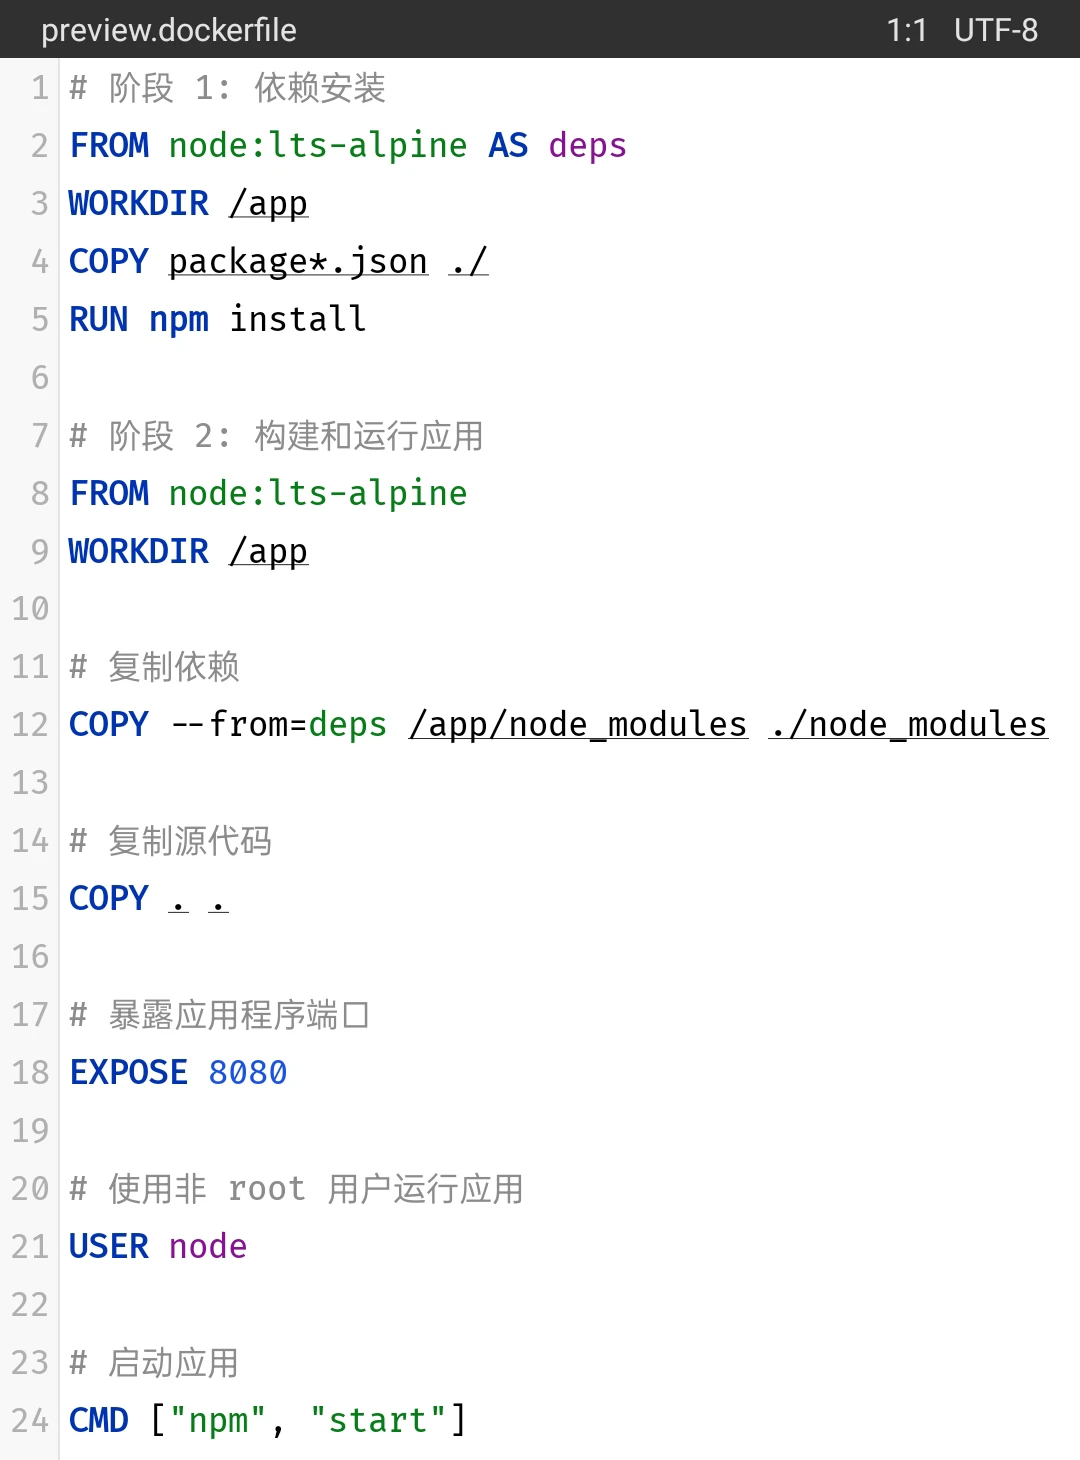 preview.dockerfile 1:1 UTF-8
1 # 阶段 1: 依赖安装
2 FROM node:lts-alpine AS deps
3 WORKDIR /app
4 COPY package*.json ./
5 RUN npm install
6
7 # 阶段 2: 构建和运行应用
8 FROM node:lts-alpine
9 WORKDIR /app
10
11 # 复制依赖
12 COPY --from=deps /app/node_modules ./node_modules
13
14 # 复制源代码
15 COPY . .
16
17 # 暴露应用程序端口
18 EXPOSE 8080
19
20 # 使用非 root 用户运行应用
21 USER node
22
23 # 启动应用
24 CMD ["npm", "start"]